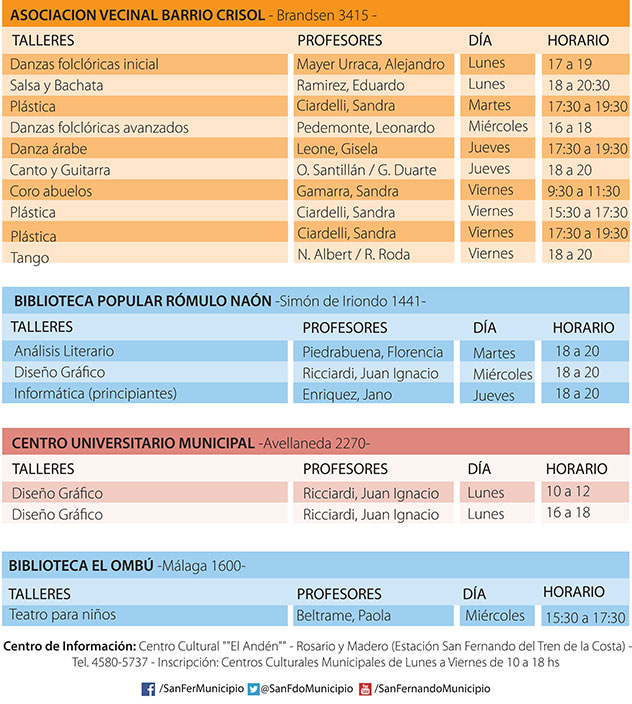 ASOCIACION VECINAL BARRIO CRISOL - Brandsen 3415 -
TALLERES PROFESORES DÍA HORARIO
Danzas folclóricas inicial Mayer Urraca, Alejandro Lunes 17 a 19
Salsa y Bachata Ramirez, Eduardo Lunes 18 a 20:30
Plástica Ciardelli, Sandra Martes 17:30 a 19:30
Danzas folclóricas avanzados Pedemonte, Leonardo Miércoles 16 a 18
Danza árabe Leone, Gisela Jueves 17:30 a 19:30
Canto y Guitarra O. Santillán / G. Duarte Jueves 18 a 20
Coro abuelos Gamarra, Sandra Viernes 9:30 a 11:30
Plástica Ciardelli, Sandra Viernes 15:30 a 17:30
Plástica Ciardelli, Sandra Viernes 17:30 a 19:30
Tango N. Albert / R. Roda Viernes 18 a 20
BIBLIOTECA POPULAR RÓMULO NAÓN -Simón de Iriondo 1441-
TALLERES PROFESORES DÍA HORARIO
Análisis Literario Piedrabuena, Florencia Martes 18 a 20
Diseño Gráfico Ricciardi, Juan Ignacio Miércoles 18 a 20
Informática (principiantes) Enriquez, Jano Jueves 18 a 20
CENTRO UNIVERSITARIO MUNICIPAL -Avellaneda 2270-
TALLERES PROFESORES DÍA HORARIO
Diseño Gráfico Ricciardi, Juan Ignacio Lunes 10 a 12
Diseño Gráfico Ricciardi, Juan Ignacio Lunes 16 a 18
BIBLIOTECA EL OMBÚ -Málaga 1600-
TALLERES PROFESORES DÍA HORARIO
Teatro para niños Beltrame, Paola Miércoles 15:30 a 17:30
Centro de Información: Centro Cultural ""El Andén"" - Rosario y Madero (Estación San Fernando del Tren de la Costa) -
Tel. 4580-5737 - Inscripción: Centros Culturales Municipales de Lunes a Viernes de 10 a 18 hs
/SanFerMunicipio @SanFdoMunicipio /SanFernandoMunicipio